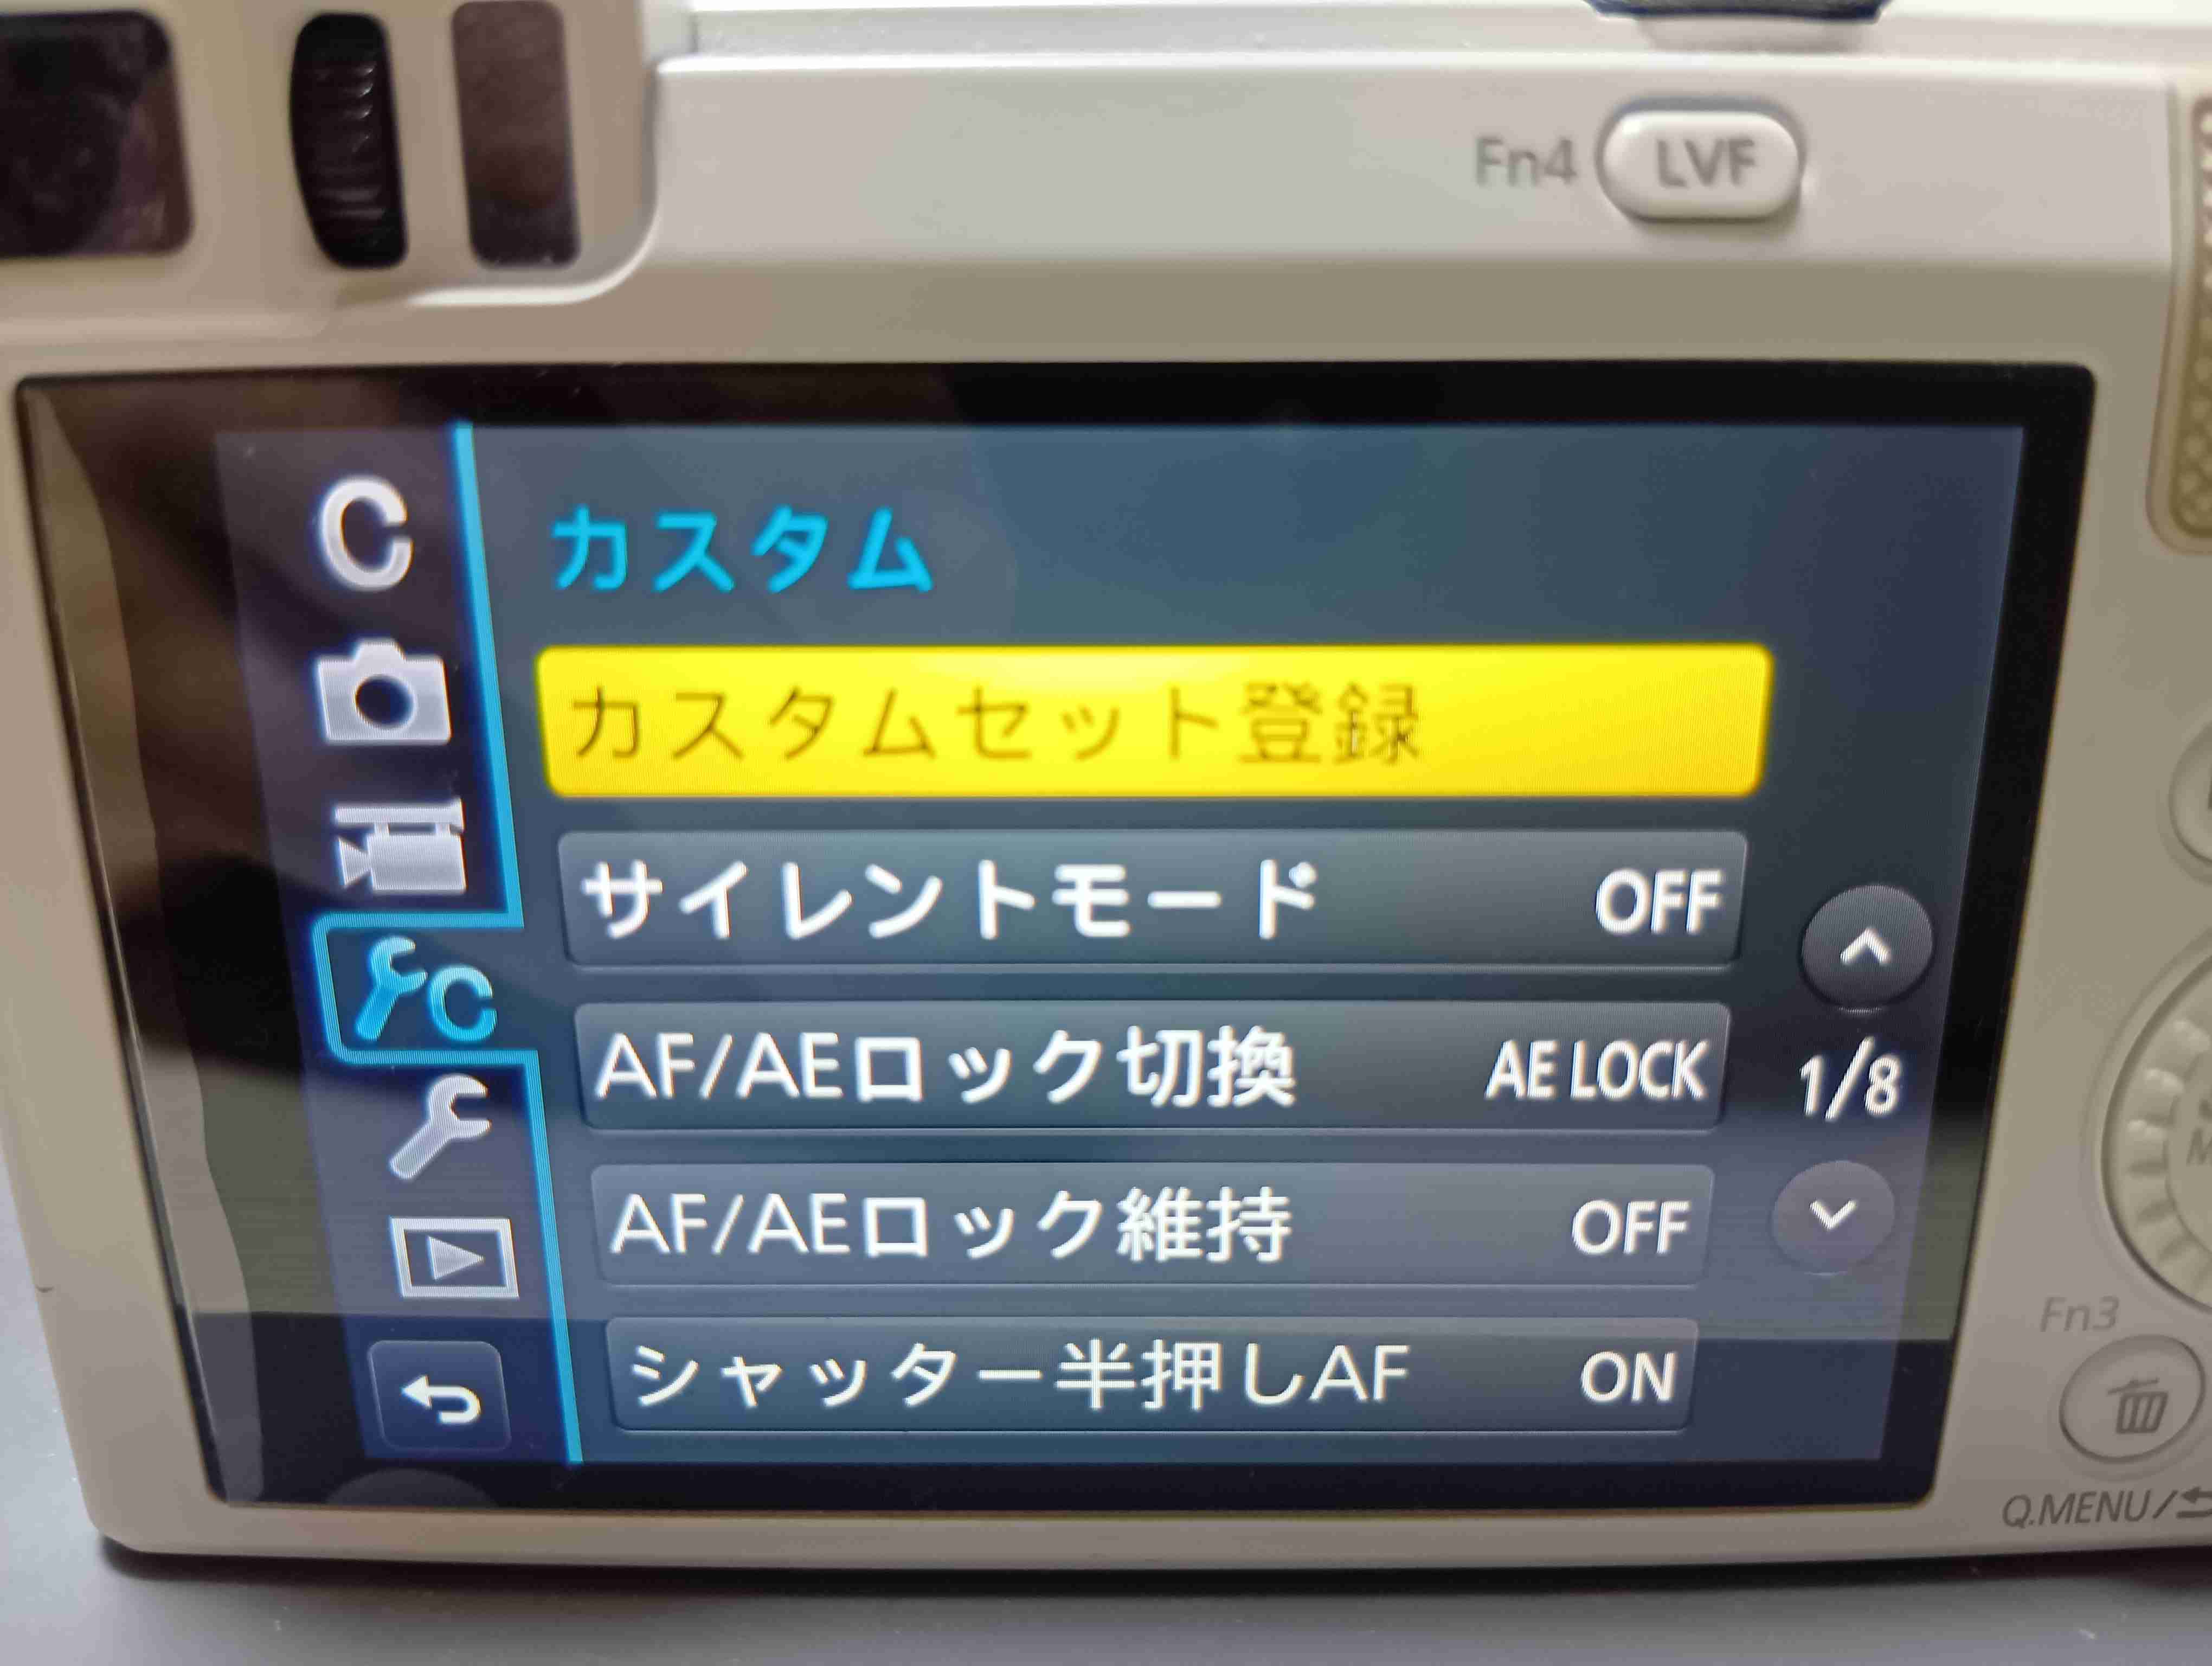 Fn4 LVF
C
カスタム
カスタムセット登録
サイレントモード OFF
C
AF/AEロック切換 AE LOCK
1/8
AF/AEロック維持 OFF
シャッター半押しAF ON
Fn3
Q.MENU/